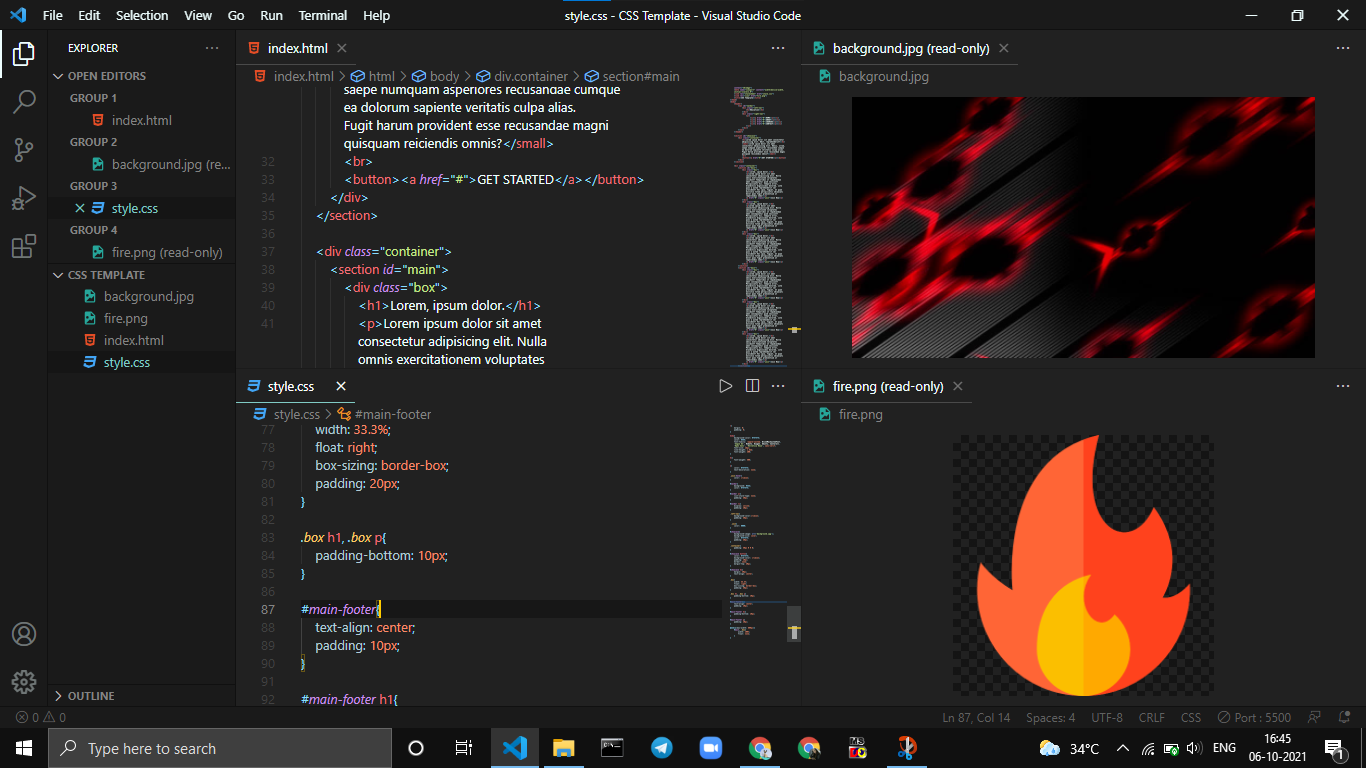 File Edit Selection View Go Run Terminal Help
style.css - CSS Template - Visual Studio Code
EXPLORER
OPEN EDITORS
GROUP 1
index.html
GROUP 2
background.jpg (re...
GROUP 3
style.css
GROUP 4
fire.png (read-only)
CSS TEMPLATE
background.jpg
fire.png
index.html
style.css
OUTLINE
index.html
index.html > html > body > div.container > section#main
saepe numquam asperiores recusandae cumque
ea dolorum sapiente veritatis culpa alias.
Fugit harum provident esse recusandae magni
quisquam reiciendis omnis?</small>
32 <br>
33 <button><a href="#">GET STARTED</a></button>
34 </div>
35 </section>
36
37 <div class="container">
38 <section id="main">
39 <div class="box">
40 <h1>Lorem, ipsum dolor.</h1>
41 <p>Lorem ipsum dolor sit amet
consectetur adipisicing elit. Nulla
omnis exercitationem voluptates
background.jpg (read-only)
background.jpg
style.css
style.css > #main-footer
77 width: 33.3%;
78 float: right;
79 box-sizing: border-box;
80 padding: 20px;
81 }
82
83 .box h1, .box p{
84 padding-bottom: 10px;
85 }
86
87 #main-footer{
88 text-align: center;
89 padding: 10px;
90 }
91
92 #main-footer h1{
fire.png (read-only)
fire.png
0 0
Ln 87, Col 14 Spaces: 4 UTF-8 CRLF CSS Port : 5500
Type here to search
34°C ENG
16:45
06-10-2021
1